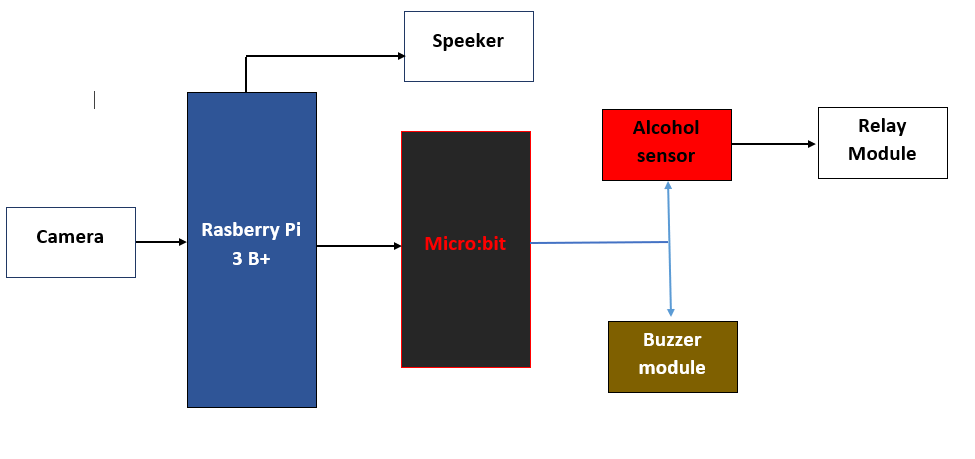 Speeker
Alcohol
sensor
Relay
Module
Camera
Rasberry Pi
3 B+
Micro:bit
Buzzer
module